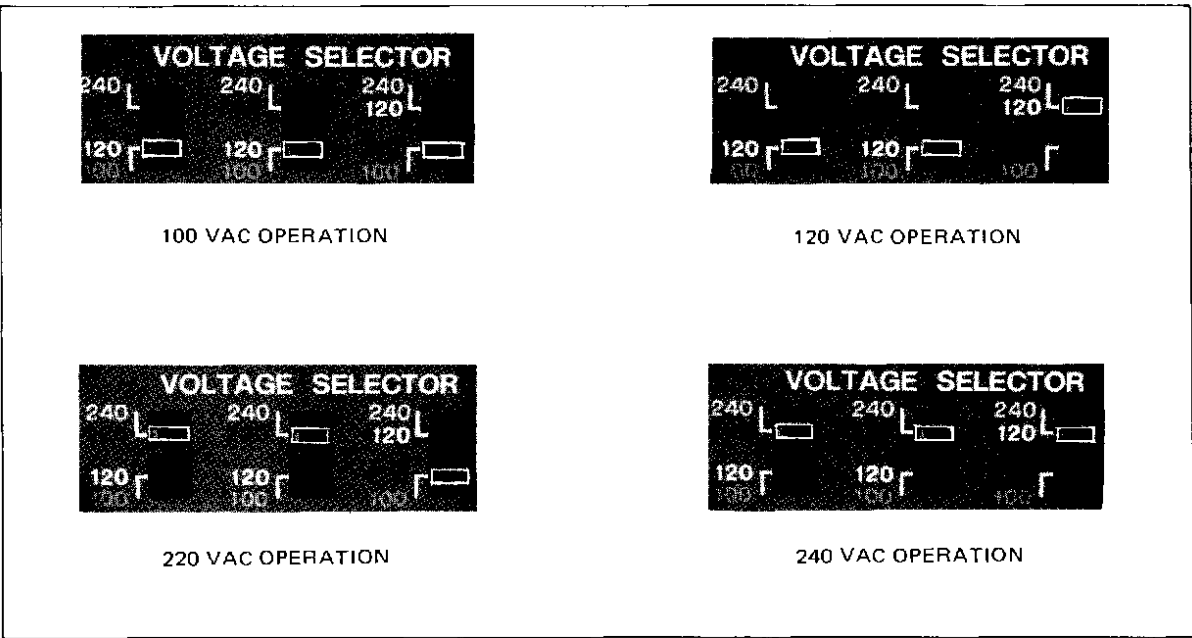 VOLTAGE SELECTOR
240 240 240
120
120 120
100 100 100
100 VAC OPERATION
VOLTAGE SELECTOR
240 240 240
120
120 120
100 100
120 VAC OPERATION
VOLTAGE SELECTOR
240 240 240
120
120 120
100 100 100
220 VAC OPERATION
VOLTAGE SELECTOR
240 240 240
120
120 120
100 100 100
240 VAC OPERATION